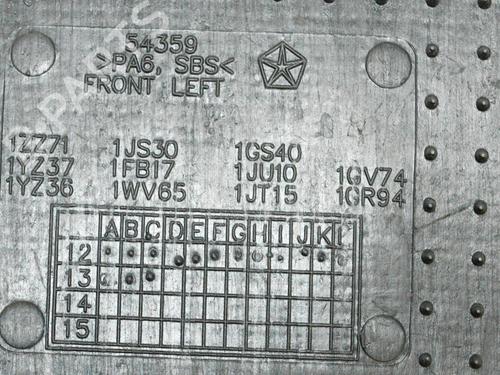 54359
>PA6, SBS<
FRONT LEFT
1ZZ71 1JS30 1GS40
1YZ37 1FB17 1JU10 1GV74
1YZ36 1WV65 1JT15 1GR94
A B C D E F G H I J K L
12
13
14
15